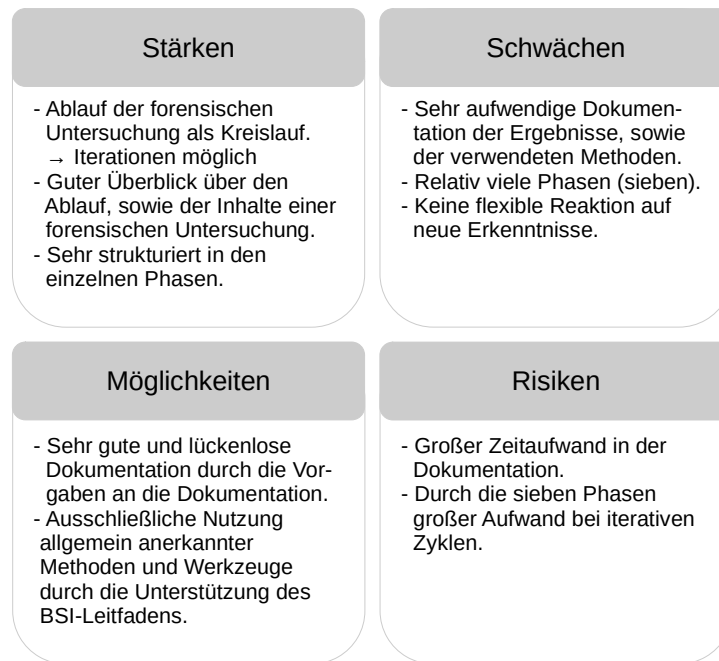 Stärken
- Ablauf der forensischen
Untersuchung als Kreislauf.
→ Iterationen möglich
- Guter Überblick über den
Ablauf, sowie der Inhalte einer
forensischen Untersuchung.
- Sehr strukturiert in den
einzelnen Phasen.
Schwächen
- Sehr aufwendige Dokumen-
tation der Ergebnisse, sowie
der verwendeten Methoden.
- Relativ viele Phasen (sieben).
- Keine flexible Reaktion auf
neue Erkenntnisse.
Möglichkeiten
- Sehr gute und lückenlose
Dokumentation durch die Vor-
gaben an die Dokumentation.
- Ausschließliche Nutzung
allgemein anerkannter
Methoden und Werkzeuge
durch die Unterstützung des
BSI-Leitfadens.
Risiken
- Großer Zeitaufwand in der
Dokumentation.
- Durch die sieben Phasen
großer Aufwand bei iterativen
Zyklen.